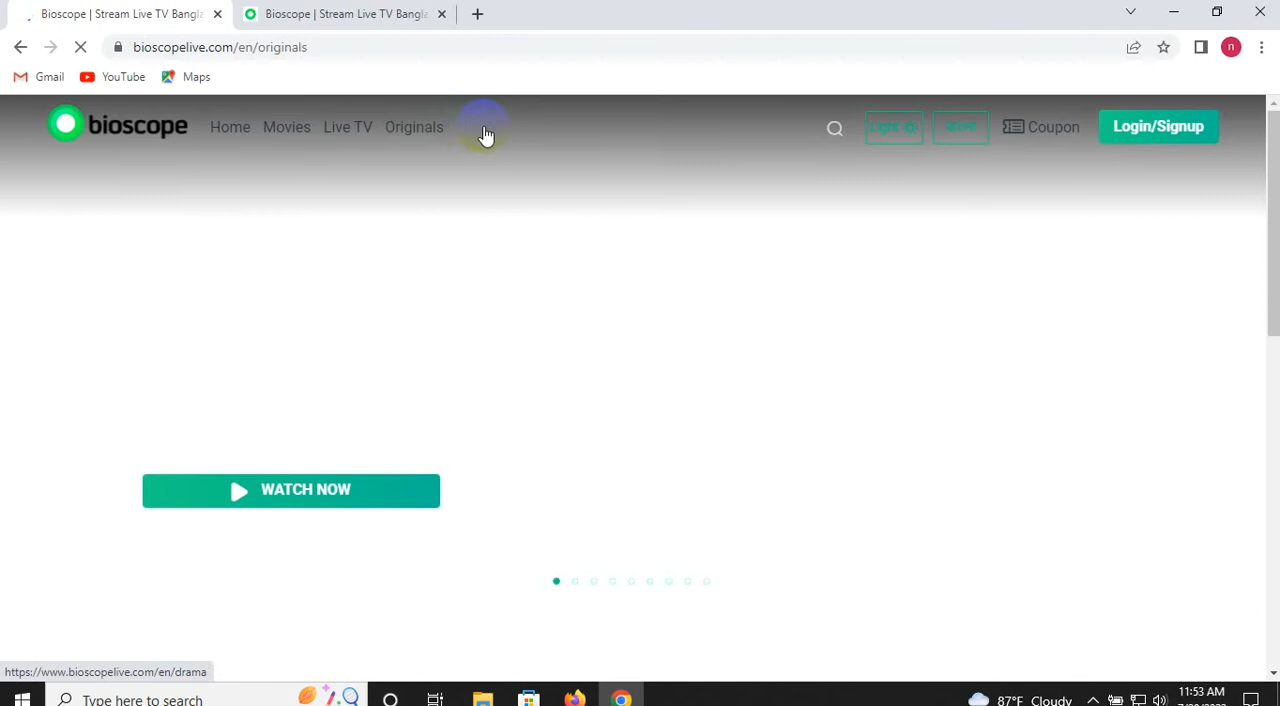 Bioscope | Stream Live TV Bangla
Bioscope | Stream Live TV Bangla
bioscopelive.com/en/originals
n
Gmail
YouTube
Maps
bioscope
Home
Movies
Live TV
Originals
Light
বাংলা
Coupon
Login/Signup
WATCH NOW
https://www.bioscopelive.com/en/drama
Type here to search
87°F Cloudy
11:53 AM